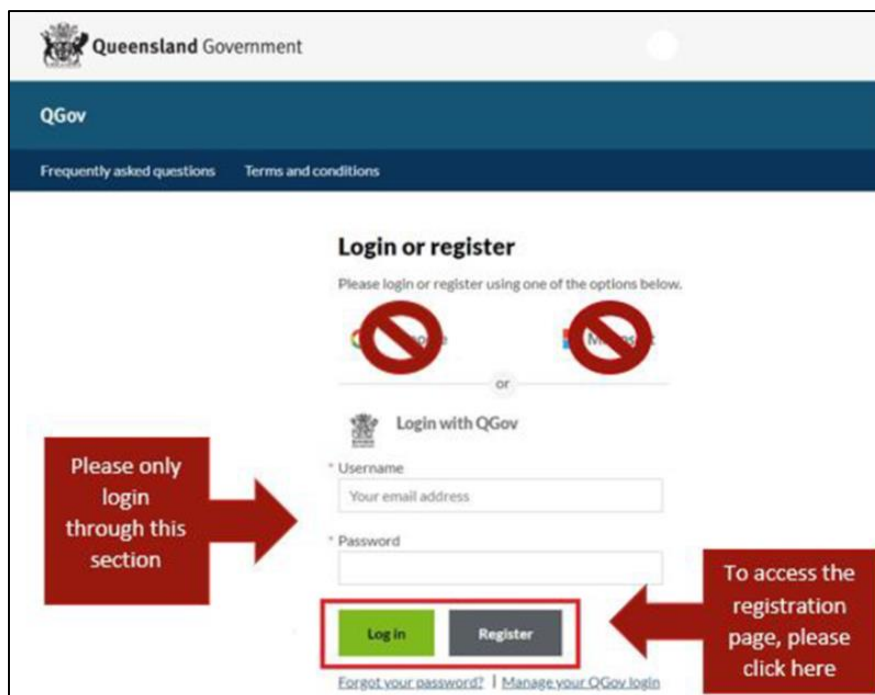 Queensland Government
QGov
Frequently asked questions Terms and conditions
Login or register
Please login or register using one of the options below.
or
Login with QGov
Please only
login
through this
section
* Username
Your email address
* Password
Log in Register
To access the
registration
page, please
click here
Forgot your password? | Manage your QGov login